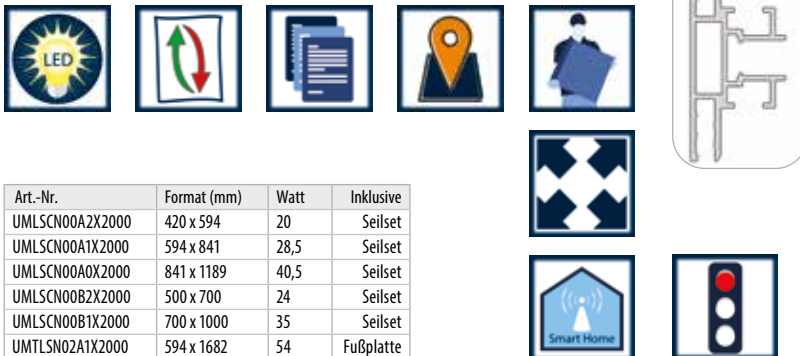 LED
Art.-Nr. Format (mm) Watt Inklusive
UMLSCN00A2X2000 420 x 594 20 Seilset
UMLSCN00A1X2000 594 x 841 28,5 Seilset
UMLSCN00A0X2000 841 x 1189 40,5 Seilset
UMLSCN00B2X2000 500 x 700 24 Seilset
UMLSCN00B1X2000 700 x 1000 35 Seilset
UMTLSN02A1X2000 594 x 1682 54 Fußplatte
Smart Home